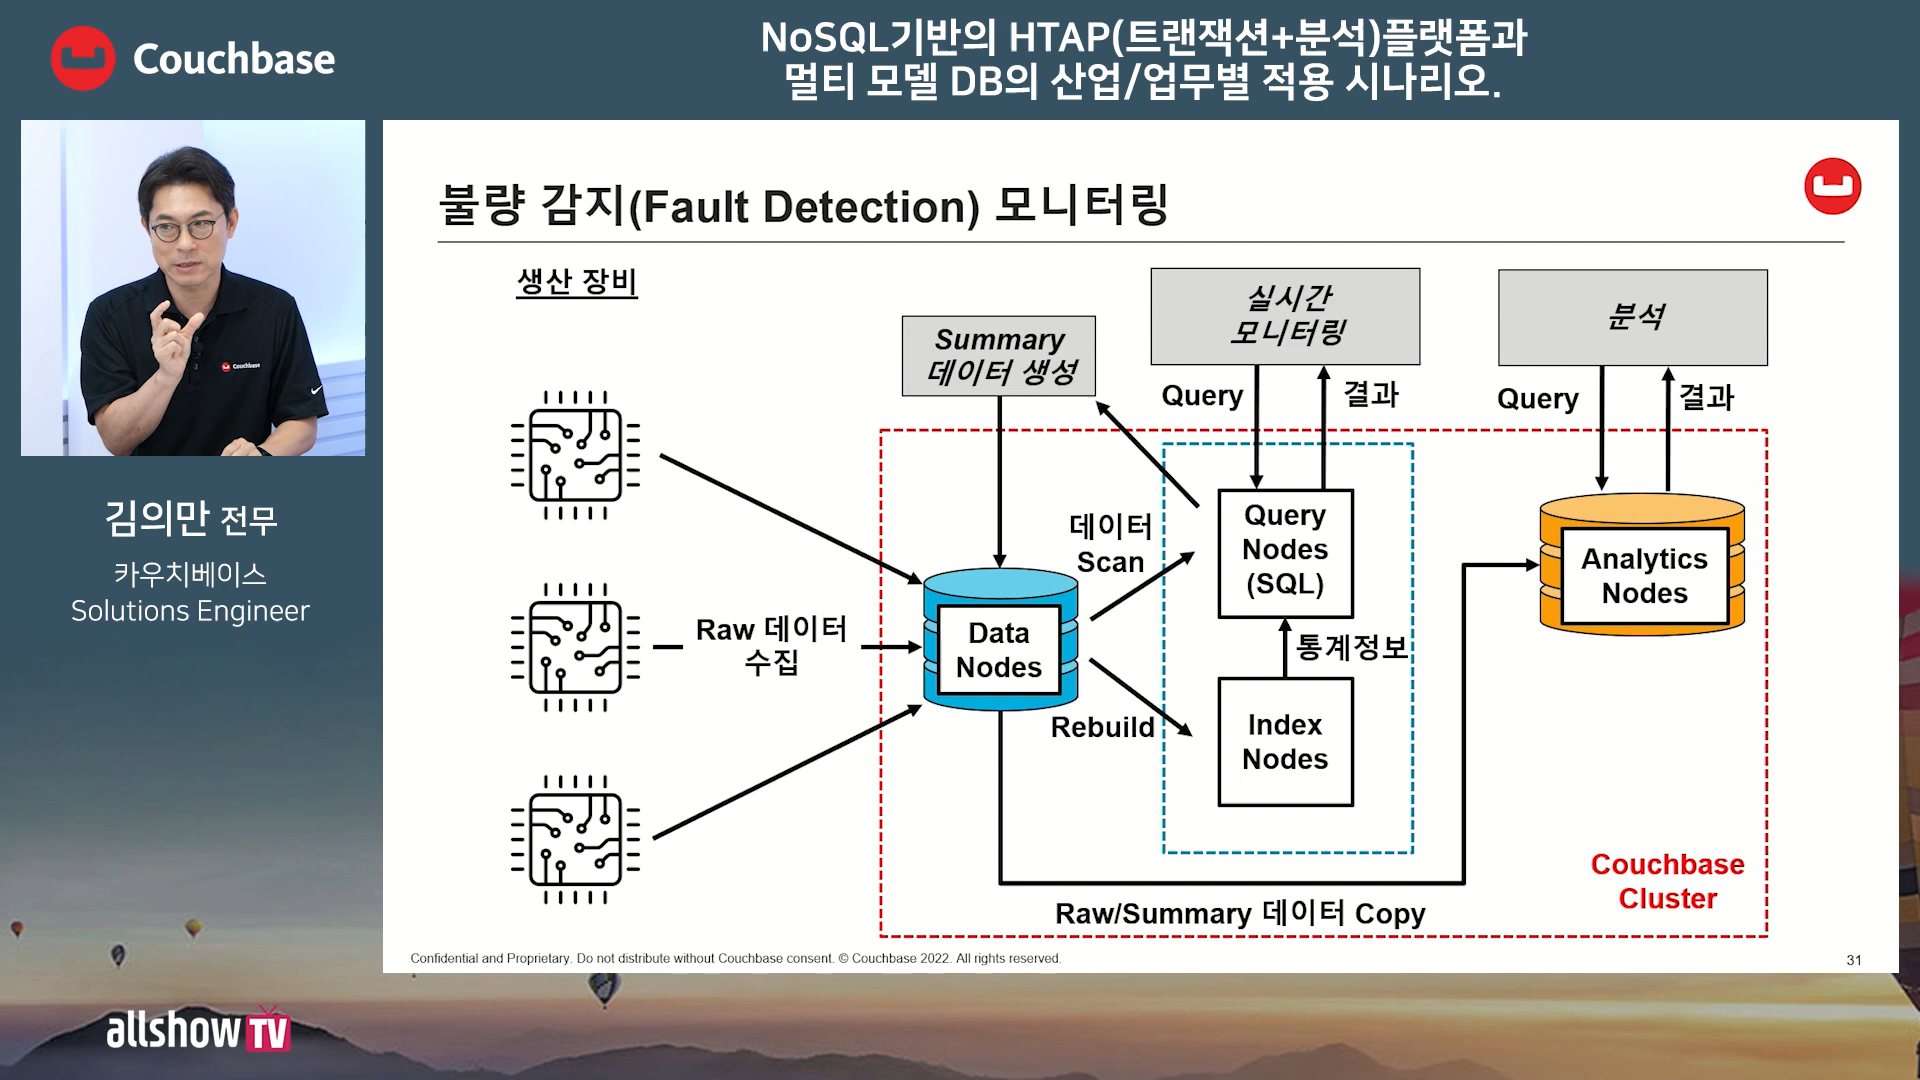 Couchbase
NoSQL기반의 HTAP(트랜잭션+분석)플랫폼과
멀티 모델 DB의 산업/업무별 적용 시나리오.
Couchbase
김의만 전무
카우치베이스
Solutions Engineer
allshow TV
불량 감지(Fault Detection) 모니터링
생산 장비
Summary
데이터 생성
실시간
모니터링
분석
Query
결과
Query
결과
데이터
Scan
Query
Nodes
(SQL)
Analytics
Nodes
Raw 데이터
수집
Data
Nodes
통계정보
Rebuild
Index
Nodes
Couchbase
Cluster
Raw/Summary 데이터 Copy
Confidential and Proprietary. Do not distribute without Couchbase consent. © Couchbase 2022. All rights reserved.
31